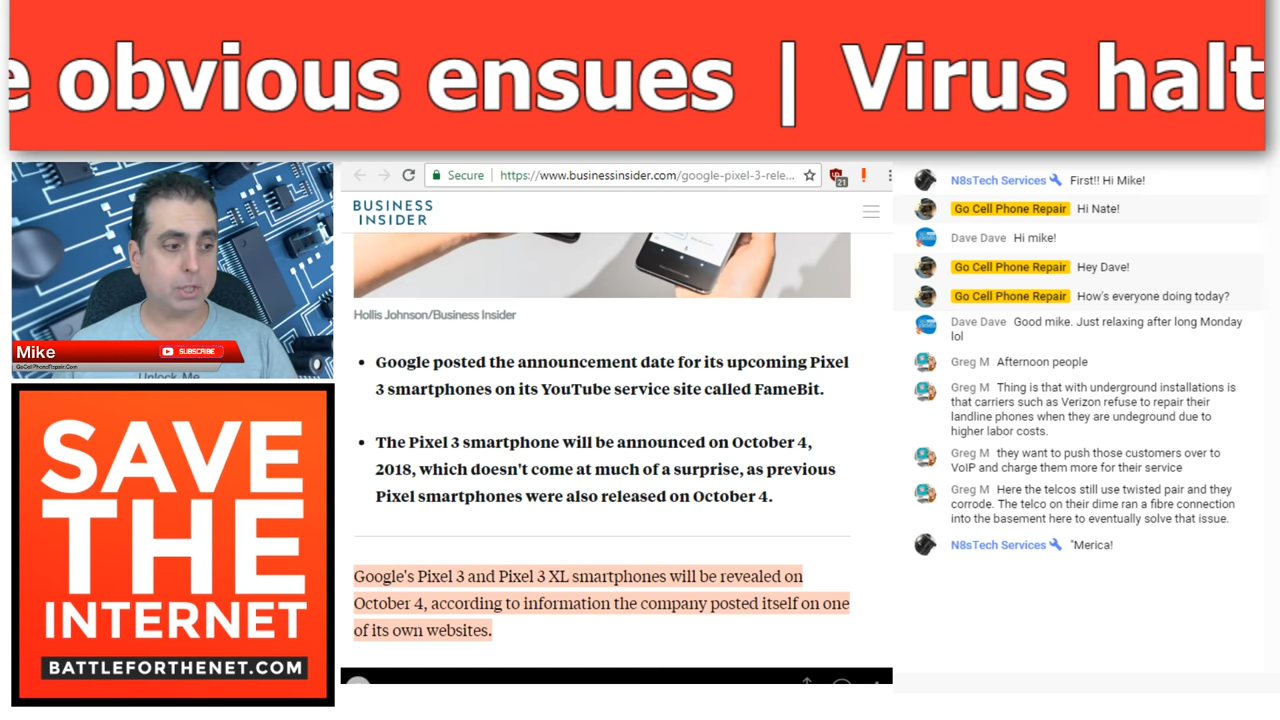 e obvious ensues | Virus halt
Mike
SUBSCRIBE
GoCellPhoneRepair.Com
Unlock Me
SAVE
THE
INTERNET
BATTLEFORTHENET.COM
Secure
https://www.businessinsider.com/google-pixel-3-rele...
21
BUSINESS
INSIDER
Hollis Johnson/Business Insider
• Google posted the announcement date for its upcoming Pixel
3 smartphones on its YouTube service site called FameBit.
• The Pixel 3 smartphone will be announced on October 4,
2018, which doesn't come at much of a surprise, as previous
Pixel smartphones were also released on October 4.
Google's Pixel 3 and Pixel 3 XL smartphones will be revealed on
October 4, according to information the company posted itself on one
of its own websites.
N8sTech Services First!! Hi Mike!
Go Cell Phone Repair Hi Nate!
Dave Dave Hi mike!
Go Cell Phone Repair Hey Dave!
Go Cell Phone Repair How's everyone doing today?
Dave Dave Good mike. Just relaxing after long Monday
lol
Greg M Afternoon people
Greg M Thing is that with underground installations is
that carriers such as Verizon refuse to repair their
landline phones when they are undeground due to
higher labor costs.
Greg M they want to push those customers over to
VoIP and charge them more for their service
Greg M Here the telcos still use twisted pair and they
corrode. The telco on their dime ran a fibre connection
into the basement here to eventually solve that issue.
N8sTech Services "Merica!